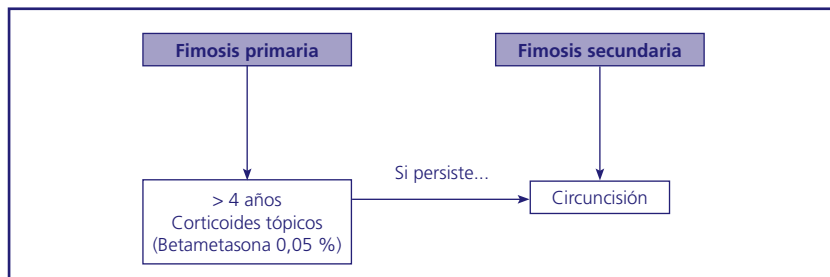 Fimosis primaria
Fimosis secundaria
Si persiste...
> 4 años
Corticoides tópicos
(Betametasona 0,05 %)
Circuncisión